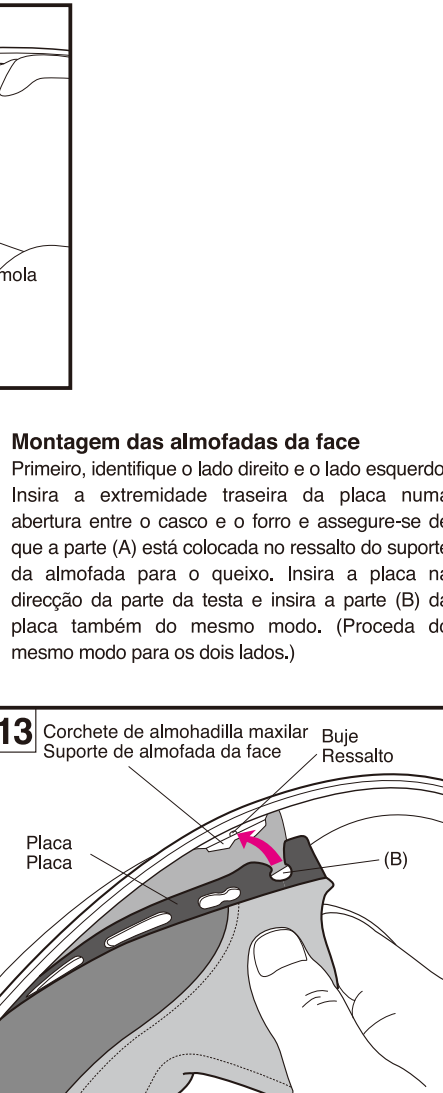 mola
Montagem das almofadas da face
Primeiro, identifique o lado direito e o lado esquerdo
Insira a extremidade traseira da placa numa
abertura entre o casco e o forro e assegure-se de
que a parte (A) está colocada no ressalto do suporte
da almofada para o queixo. Insira a placa na
direcção da parte da testa e insira a parte (B) da
placa também do mesmo modo. (Proceda do
mesmo modo para os dois lados.)
13
Corchete de almohadilla maxilar
Suporte de almofada da face
Buje
Ressalto
Placa
Placa
(B)